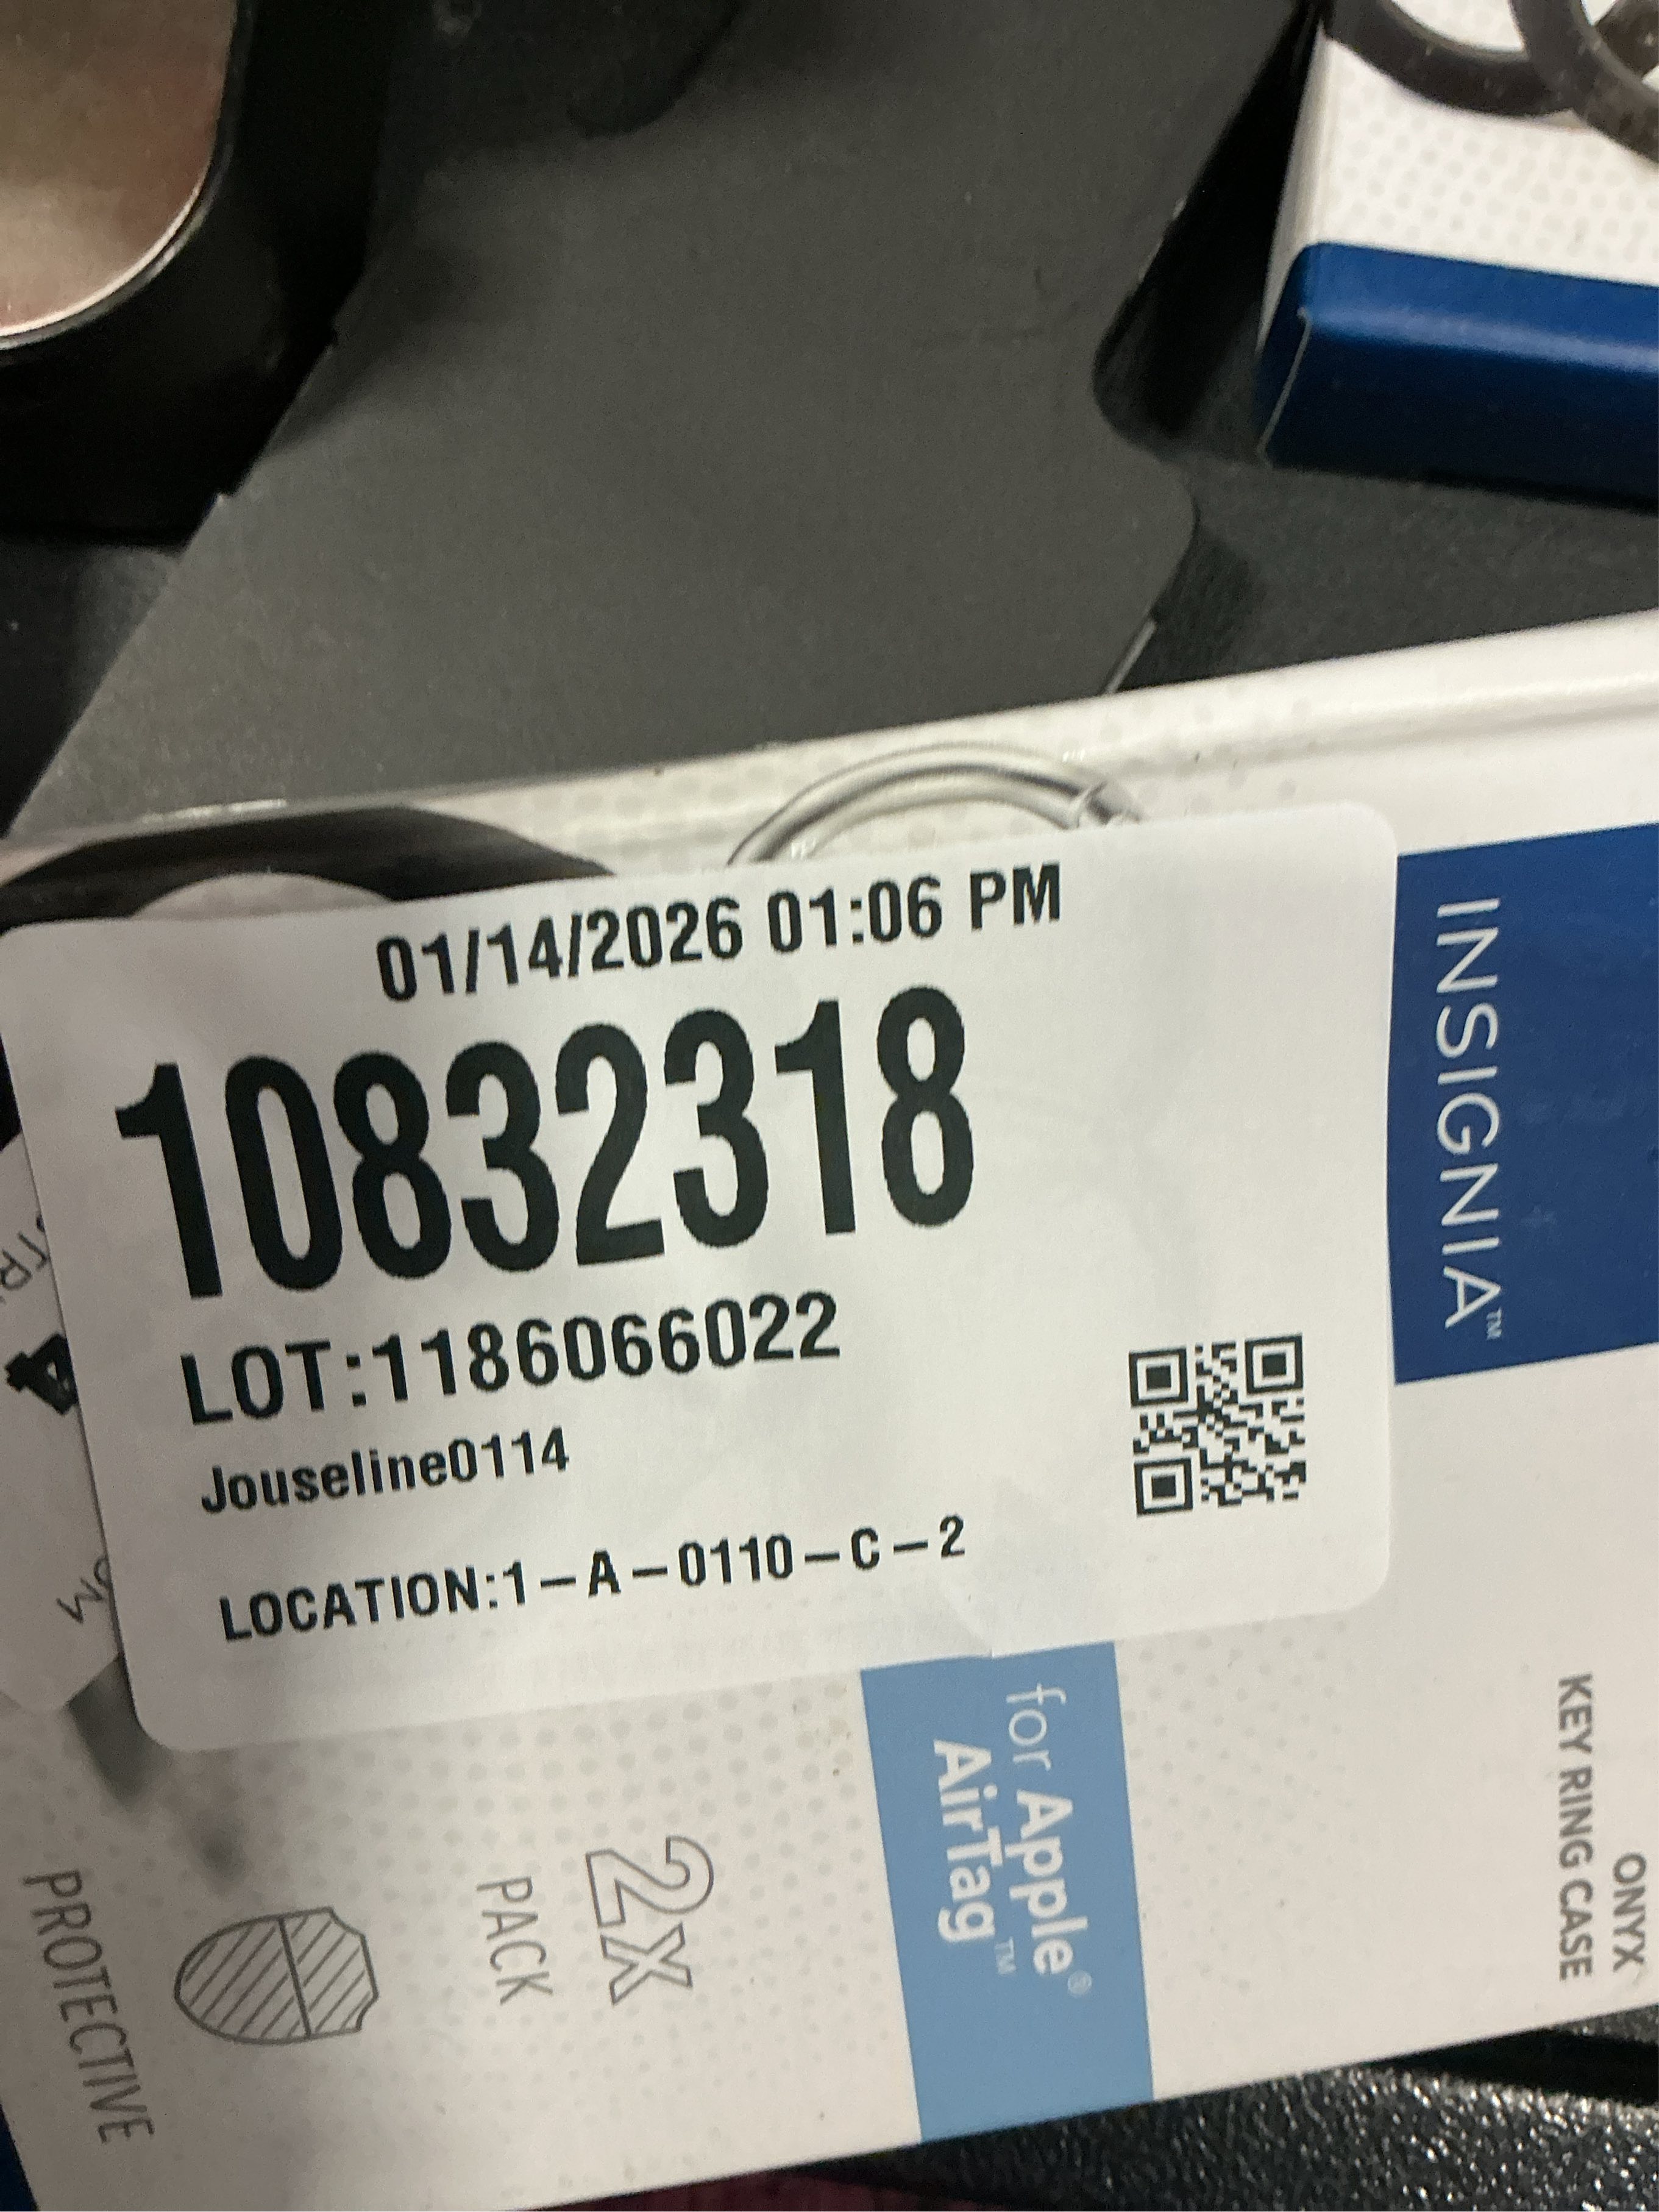 01/14/2026 01:06 PM
10832318
LOT:1186066022
Jouseline0114
LOCATION:1-A-0110-C-2
INSIGNIA™
ONYX
KEY RING CASE
for Apple®
AirTag™
2x
PACK
PROTECTIVE